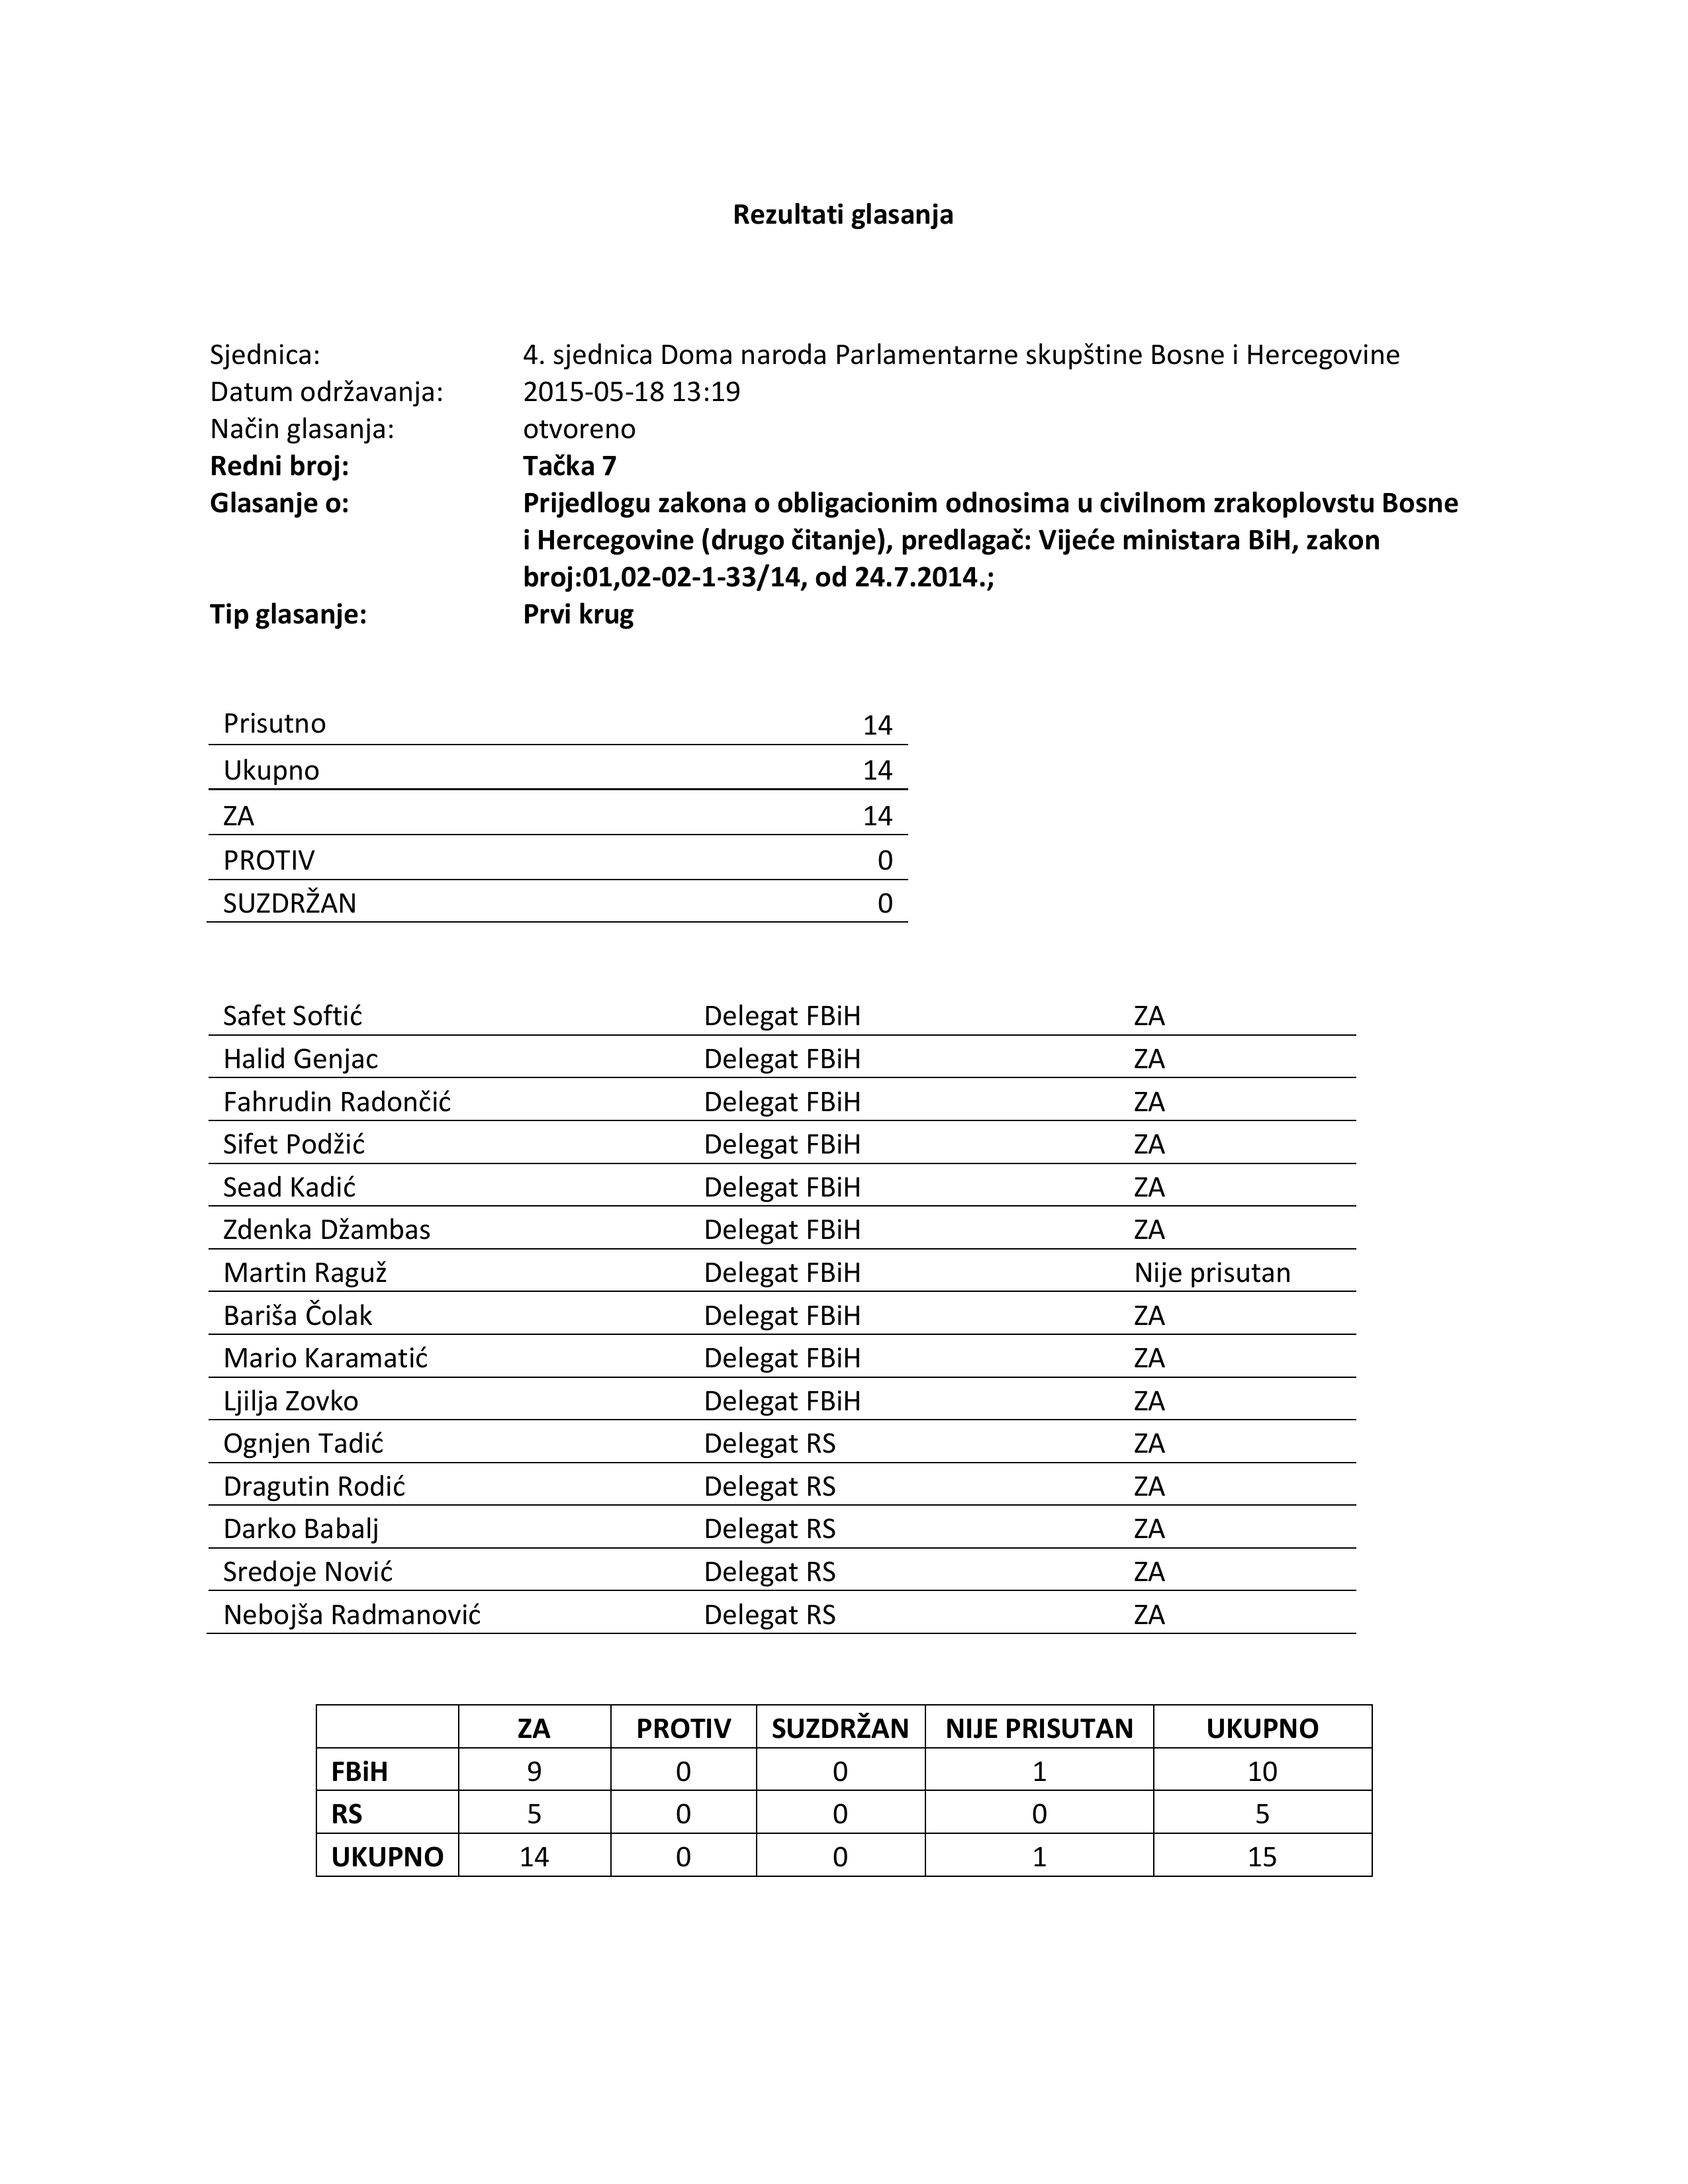 Rezultati glasanja
Sjednica: 4. sjednica Doma naroda Parlamentarne skupštine Bosne i Hercegovine
Datum održavanja: 2015-05-18 13:19
Način glasanja: otvoreno
Redni broj: Tačka 7
Glasanje o: Prijedlogu zakona o obligacionim odnosima u civilnom zrakoplovstu Bosne
i Hercegovine (drugo čitanje), predlagač: Vijeće ministara BiH, zakon
broj:01,02-02-1-33/14, od 24.7.2014.;
Tip glasanje: Prvi krug
Prisutno 14
Ukupno 14
ZA 14
PROTIV 0
SUZDRŽAN 0
Safet Softić Delegat FBiH ZA
Halid Genjac Delegat FBiH ZA
Fahrudin Radončić Delegat FBiH ZA
Sifet Podžić Delegat FBiH ZA
Sead Kadić Delegat FBiH ZA
Zdenka Džambas Delegat FBiH ZA
Martin Raguž Delegat FBiH Nije prisutan
Bariša Čolak Delegat FBiH ZA
Mario Karamatić Delegat FBiH ZA
Ljilja Zovko Delegat FBiH ZA
Ognjen Tadić Delegat RS ZA
Dragutin Rodić Delegat RS ZA
Darko Babalj Delegat RS ZA
Sredoje Nović Delegat RS ZA
Nebojša Radmanović Delegat RS ZA
ZA PROTIV SUZDRŽAN NIJE PRISUTAN UKUPNO
FBiH 9 0 0 1 10
RS 5 0 0 0 5
UKUPNO 14 0 0 1 15